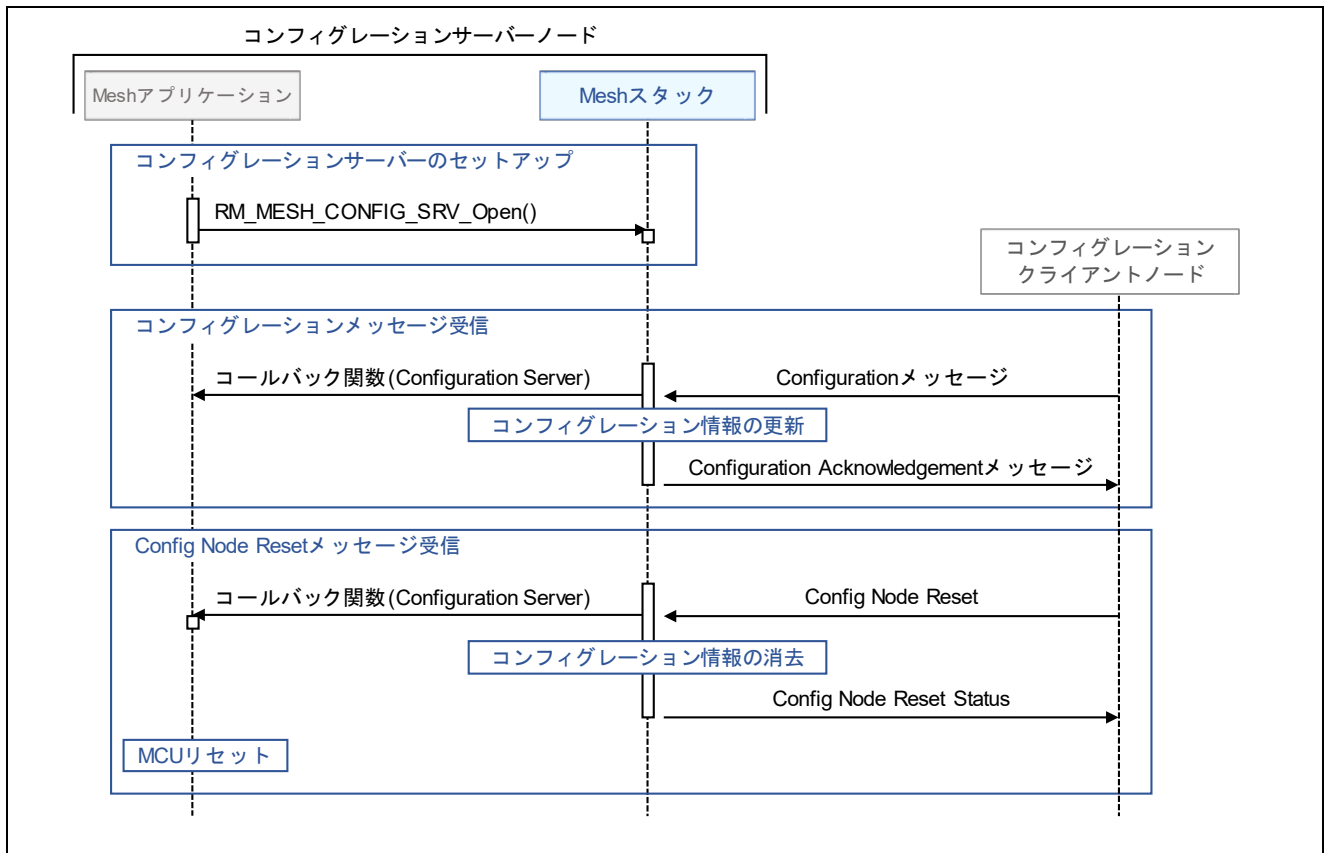 コンフィグレーションサーバーノード
Meshアプリケーション
Meshスタック
コンフィグレーションサーバーのセットアップ
RM_MESH_CONFIG_SRV_Open()
コンフィグレーション
クライアントノード
コンフィグレーションメッセージ受信
コールバック関数(Configuration Server)
Configurationメッセージ
コンフィグレーション情報の更新
Configuration Acknowledgementメッセージ
Config Node Resetメッセージ受信
コールバック関数(Configuration Server)
Config Node Reset
コンフィグレーション情報の消去
Config Node Reset Status
MCUリセット